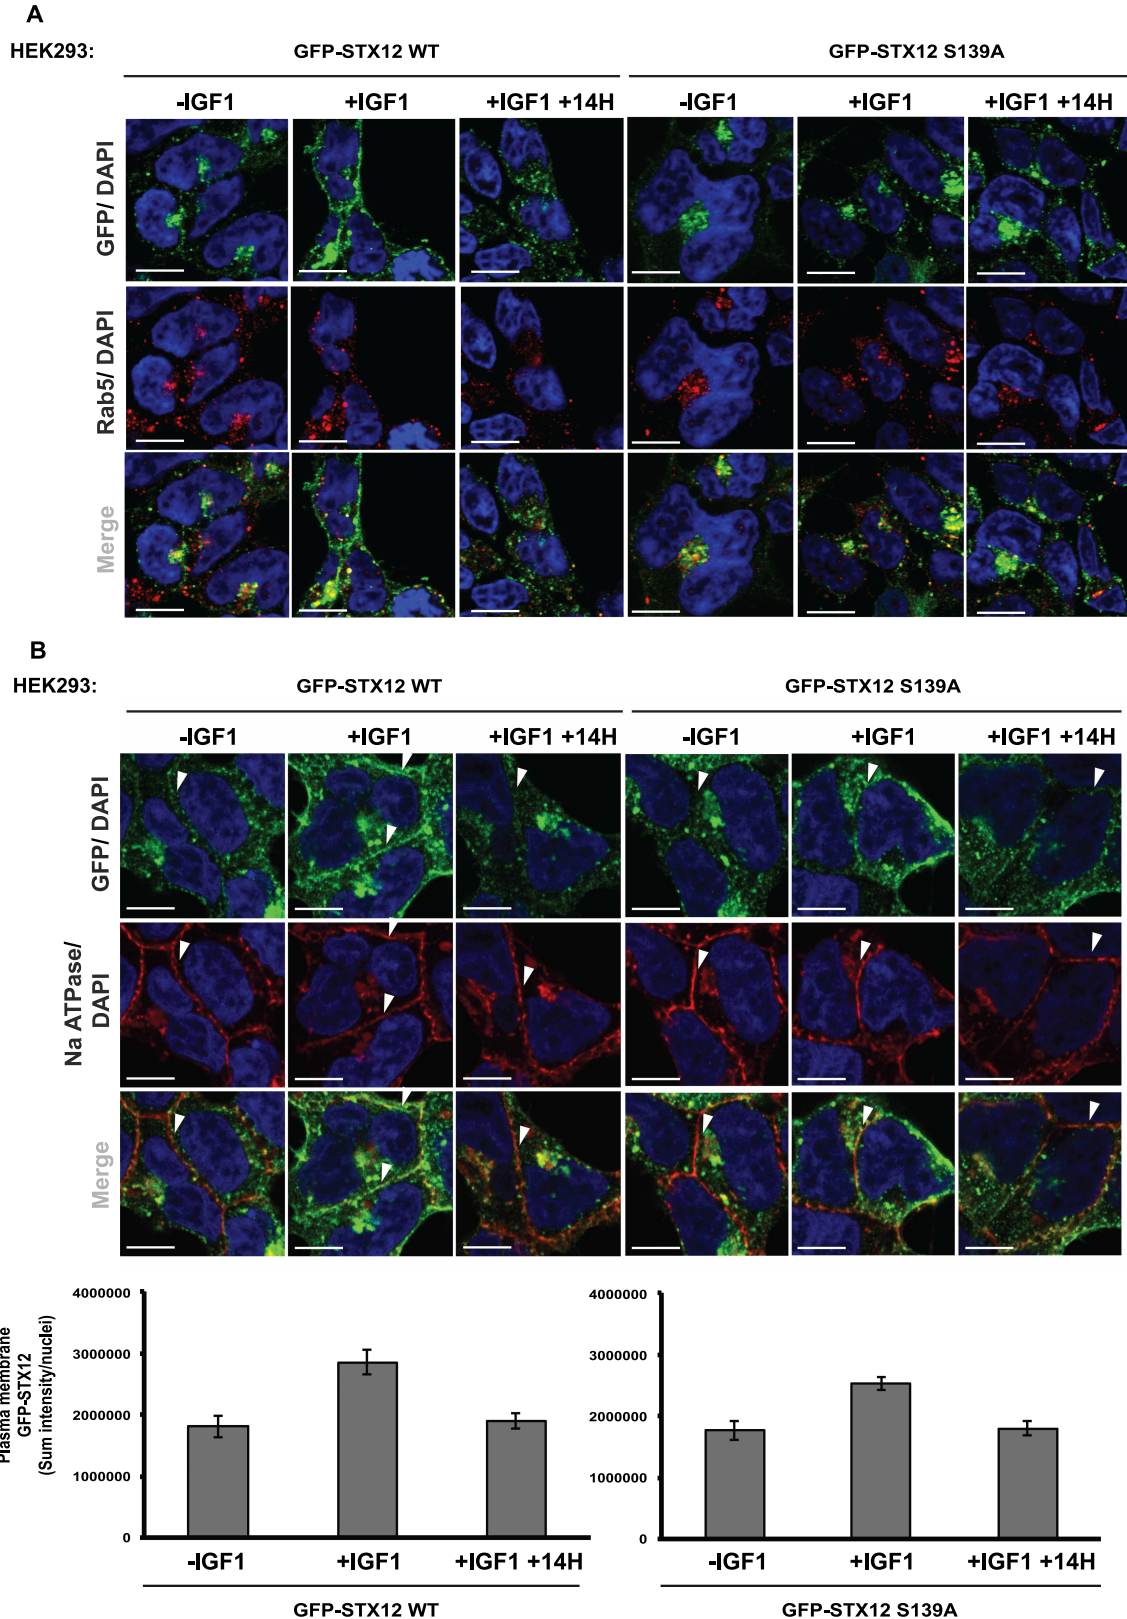 A
HEK293:
GFP-STX12 WT
GFP-STX12 S139A
-IGF1
+IGF1
+IGF1 +14H
-IGF1
+IGF1
+IGF1 +14H
GFP/ DAPI
Rab5/ DAPI
Merge
B
HEK293:
GFP-STX12 WT
GFP-STX12 S139A
-IGF1
+IGF1
+IGF1 +14H
-IGF1
+IGF1
+IGF1 +14H
GFP/ DAPI
Na ATPase/
DAPI
Merge
Plasma membrane
GFP-STX12
(Sum intensity/nuclei)
4000000
3000000
2000000
1000000
0
-IGF1
+IGF1
+IGF1 +14H
GFP-STX12 WT
4000000
3000000
2000000
1000000
0
-IGF1
+IGF1
+IGF1 +14H
GFP-STX12 S139A